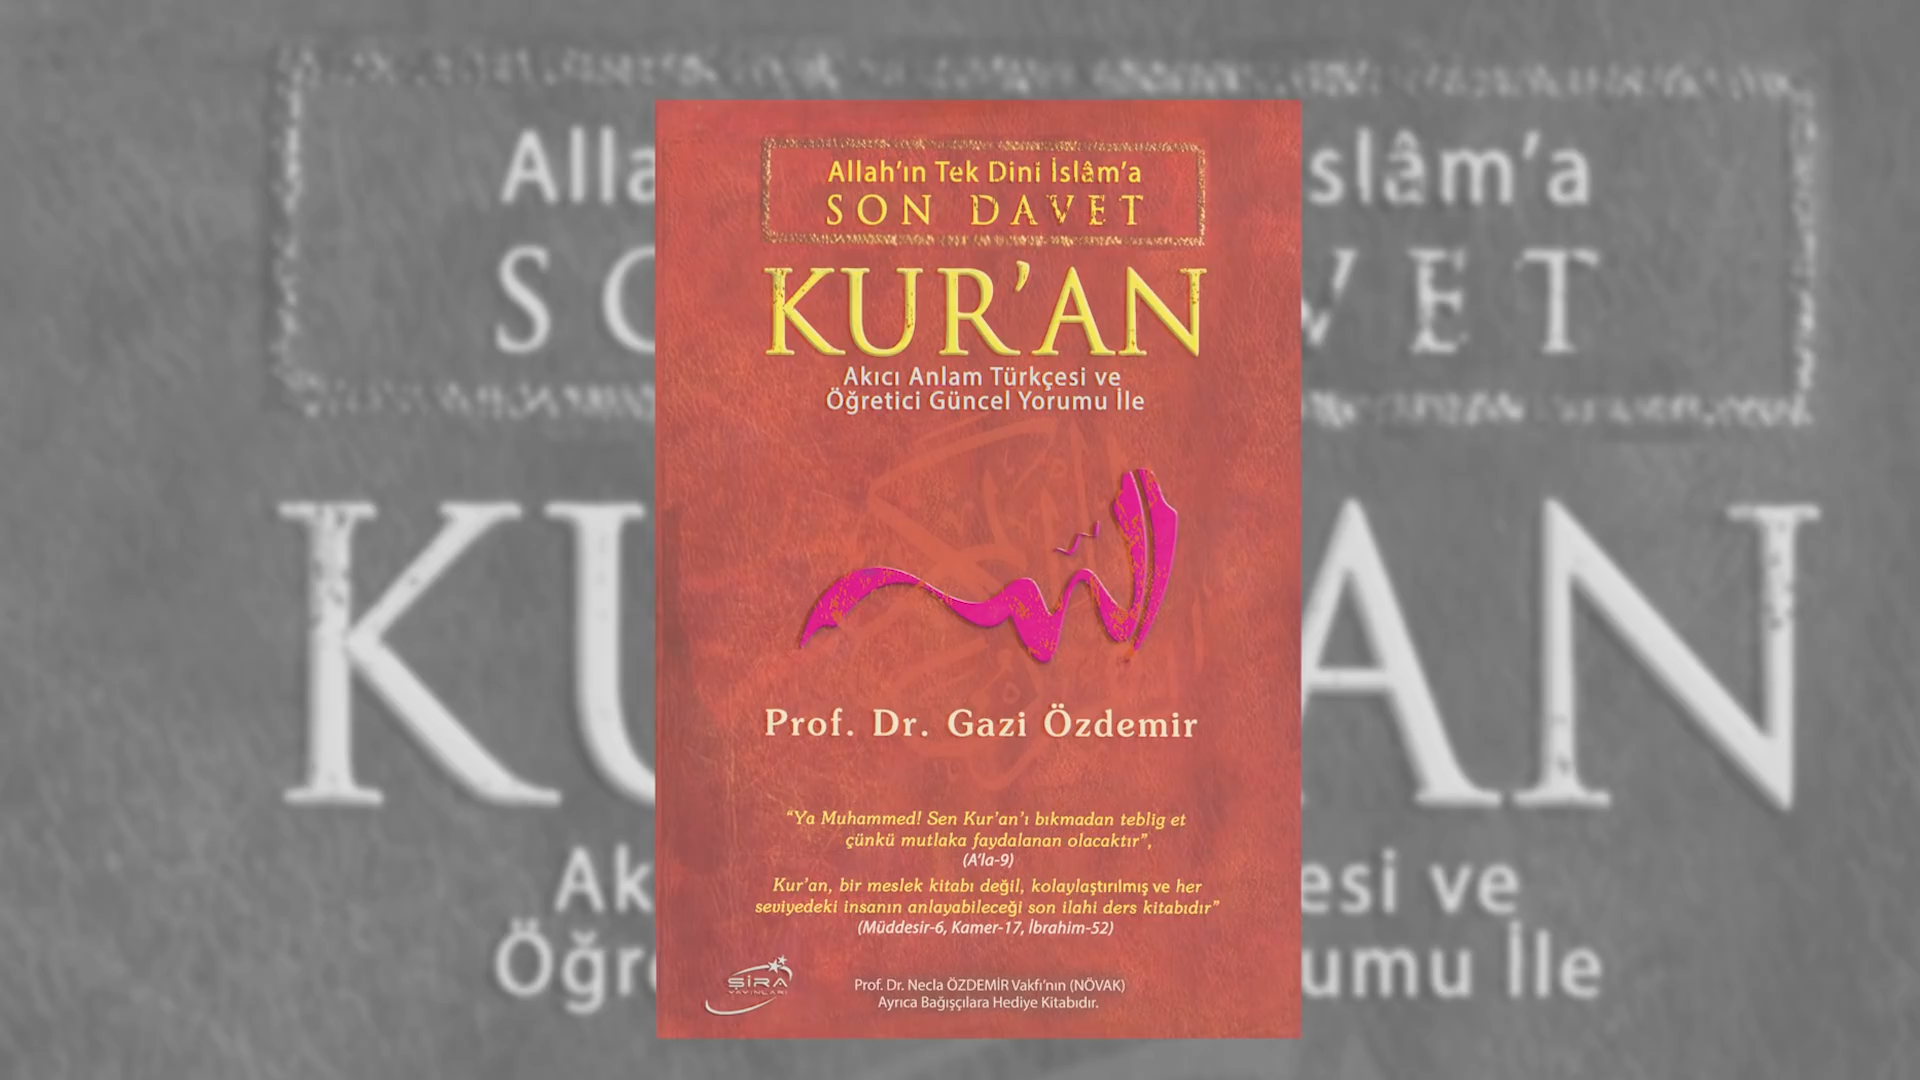 Allah’ın Tek Dini İslâm’a
SON DAVET
KUR’AN
Akıcı Anlam Türkçesi ve
Öğretici Güncel Yorumu İle
Prof. Dr. Gazi Özdemir
“Ya Muhammed! Sen Kur’an’ı bıkmadan teblig et
çünkü mutlaka faydalanan olacaktır”,
(A’la-9)
Kur’an, bir meslek kitabı değil, kolaylaştırılmış ve her
seviyedeki insanın anlayabileceği son ilahi ders kitabıdır”
(Müddesir-6, Kamer-17, İbrahim-52)
ŞİRA
YAYINLARI
Prof. Dr. Necla ÖZDEMİR Vakfı’nın (NÖVAK)
Ayrıca Bağışçılara Hediye Kitabıdır.